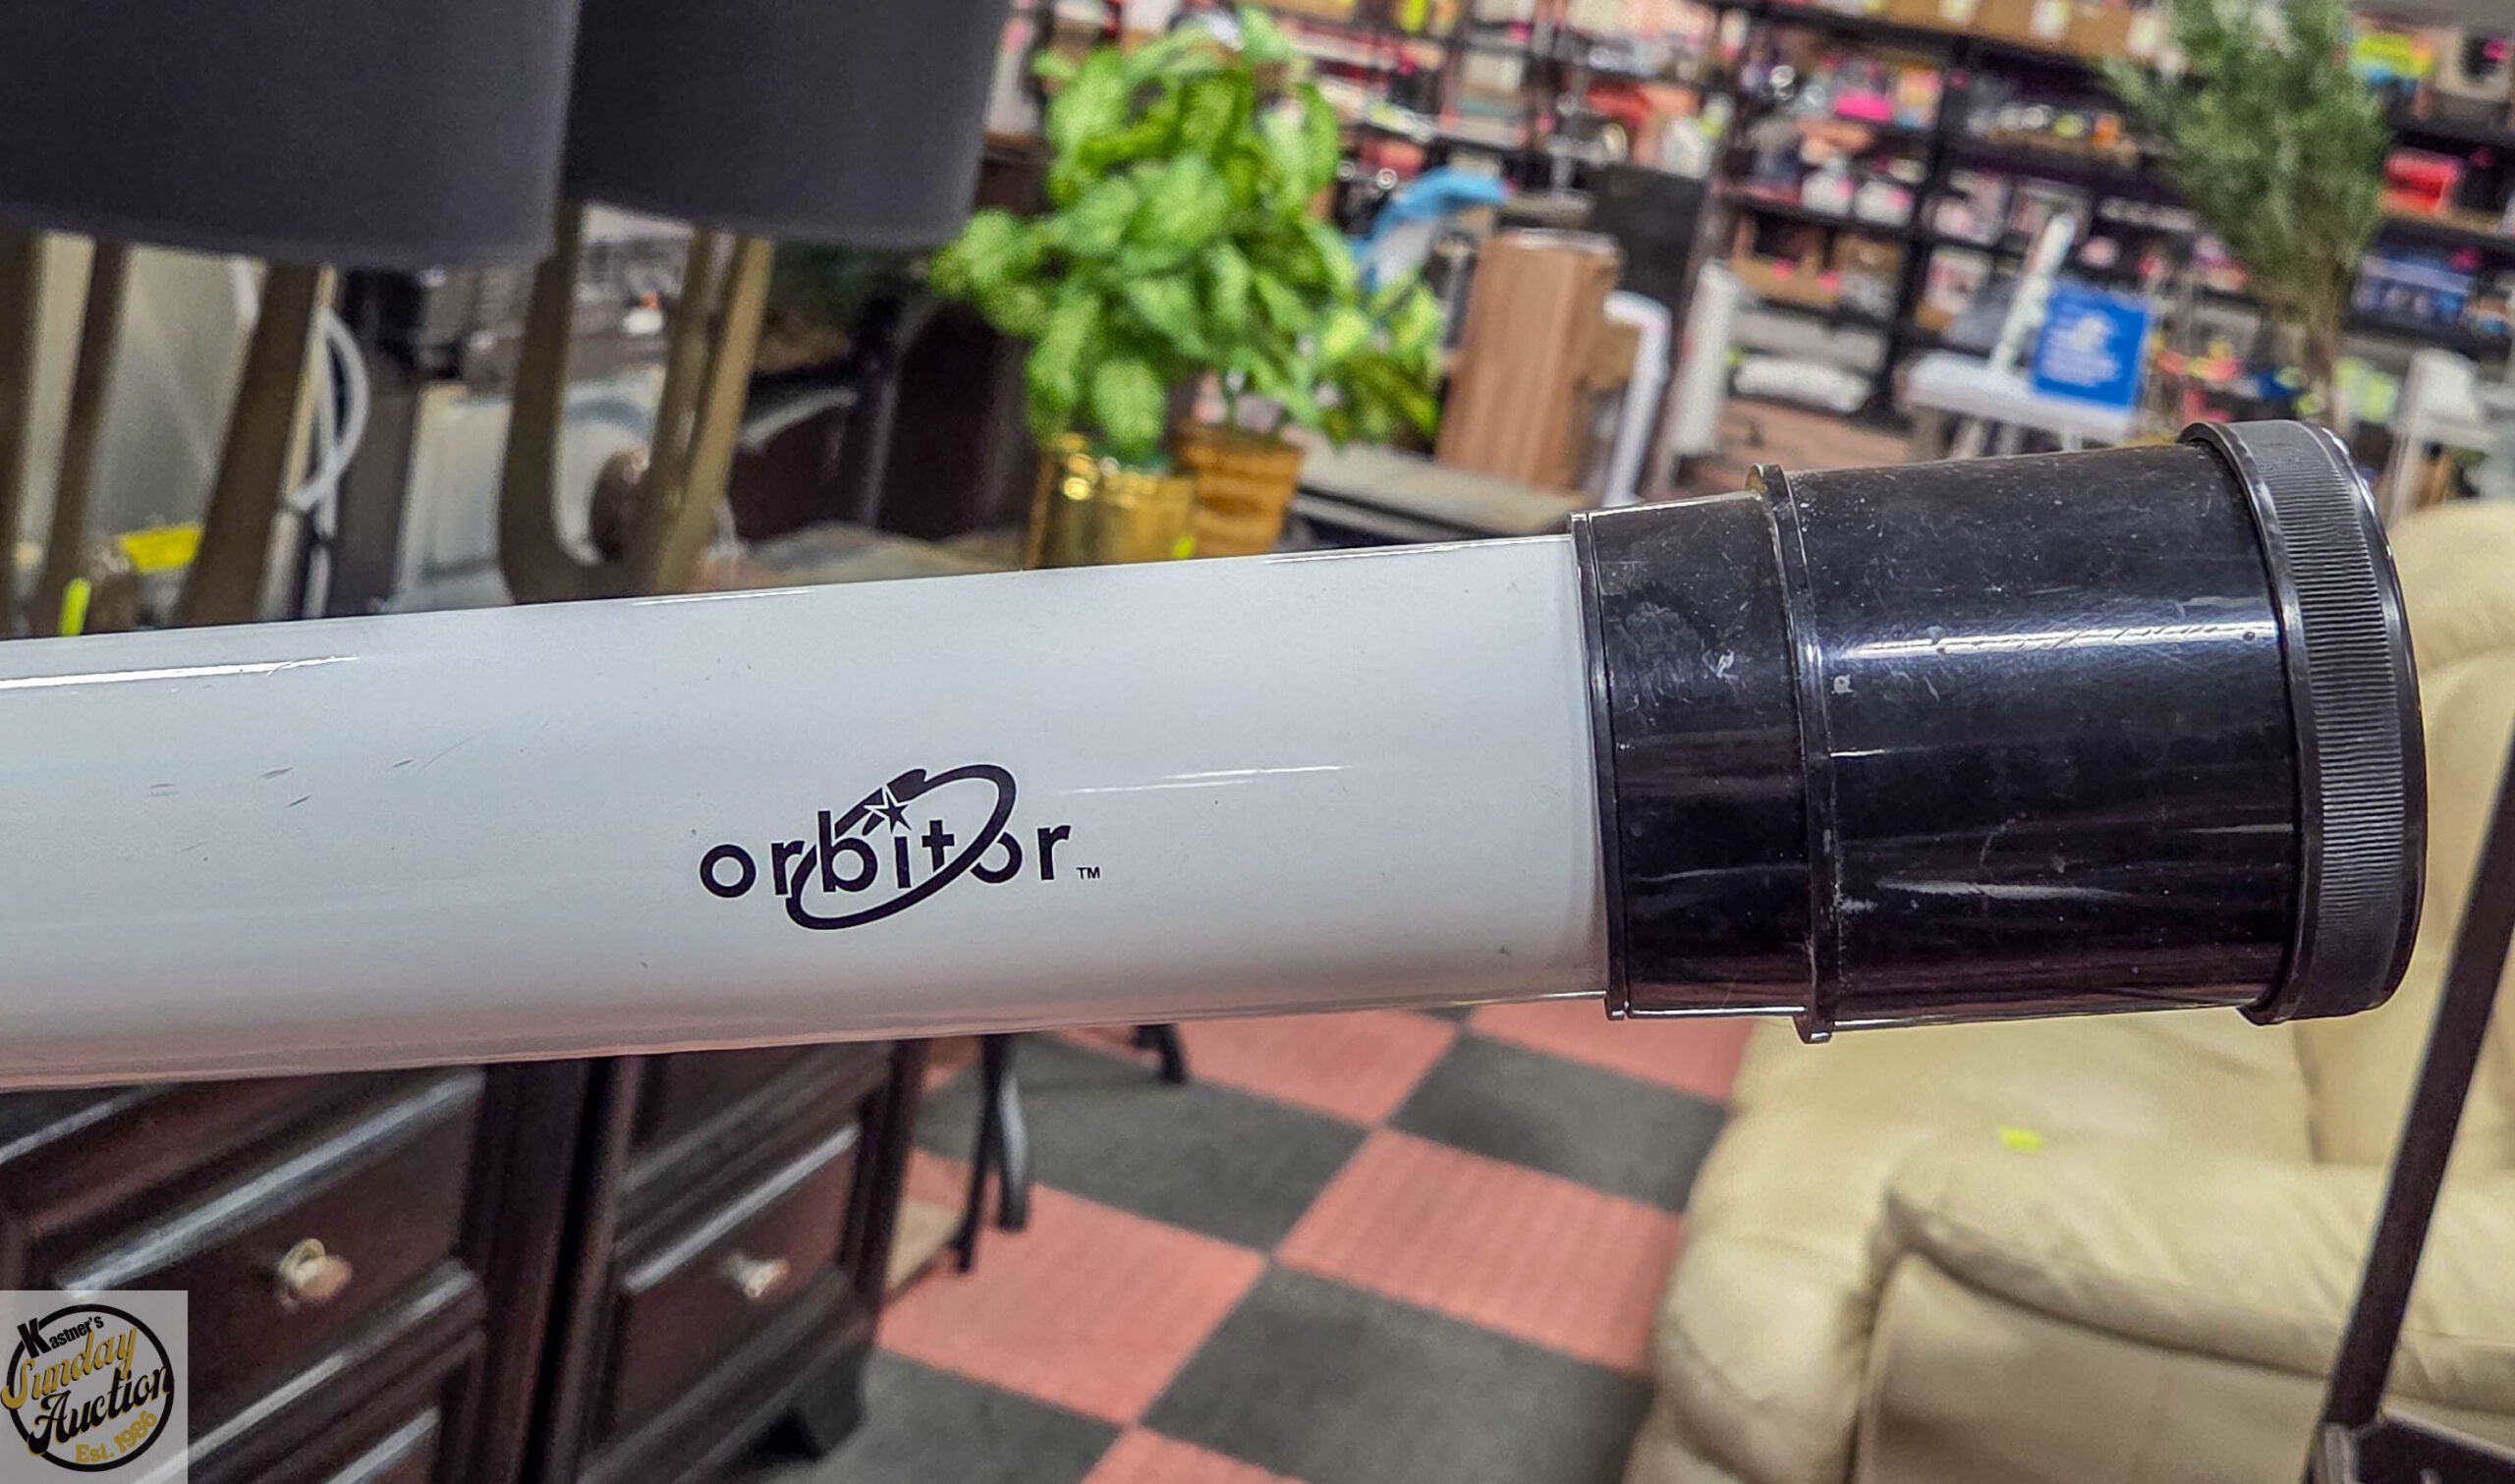 orbitor™
Kastner's
Sunday
Auction
Est. 1986